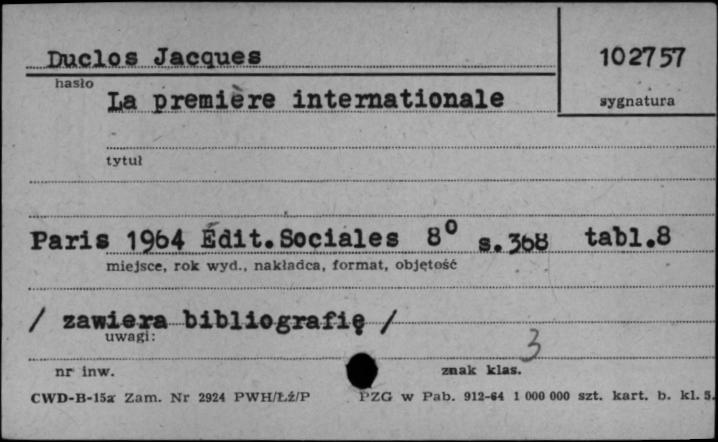 Duclos Jacques
102757
hasło
sygnatura
La première internationale
tytuł
Paris 1964 Édit.Sociales 8° s.368 tabl.8
miejsce, rok wyd., nakładca, format, objętość
/ zawiera bibliografię /
uwagi:
3
nr inw.
znak klas.
CWD-B-15a Zam. Nr 2924 PWH/Łź/P PZG w Pab. 912-64 1 000 000 szt. kart. b. kl. 5.